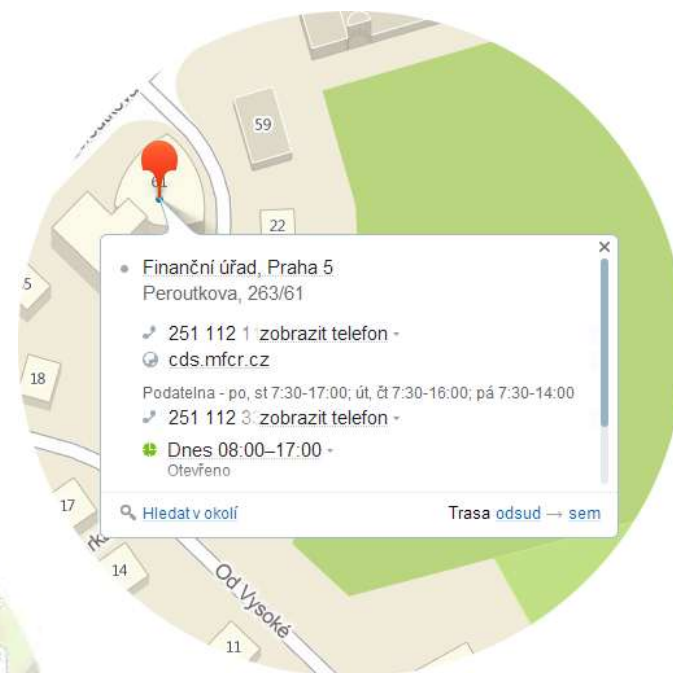 59
61
22
Finanční úřad, Praha 5
Peroutkova, 263/61
251 112 1 zobrazit telefon
cds.mfcr.cz
Podatelna - po, st 7:30-17:00; út, čt 7:30-16:00; pá 7:30-14:00
251 112 3 zobrazit telefon
Dnes 08:00–17:00
Otevřeno
Hledat v okolí
Trasa odsud → sem
5
18
17
14
Od Vysoké
11